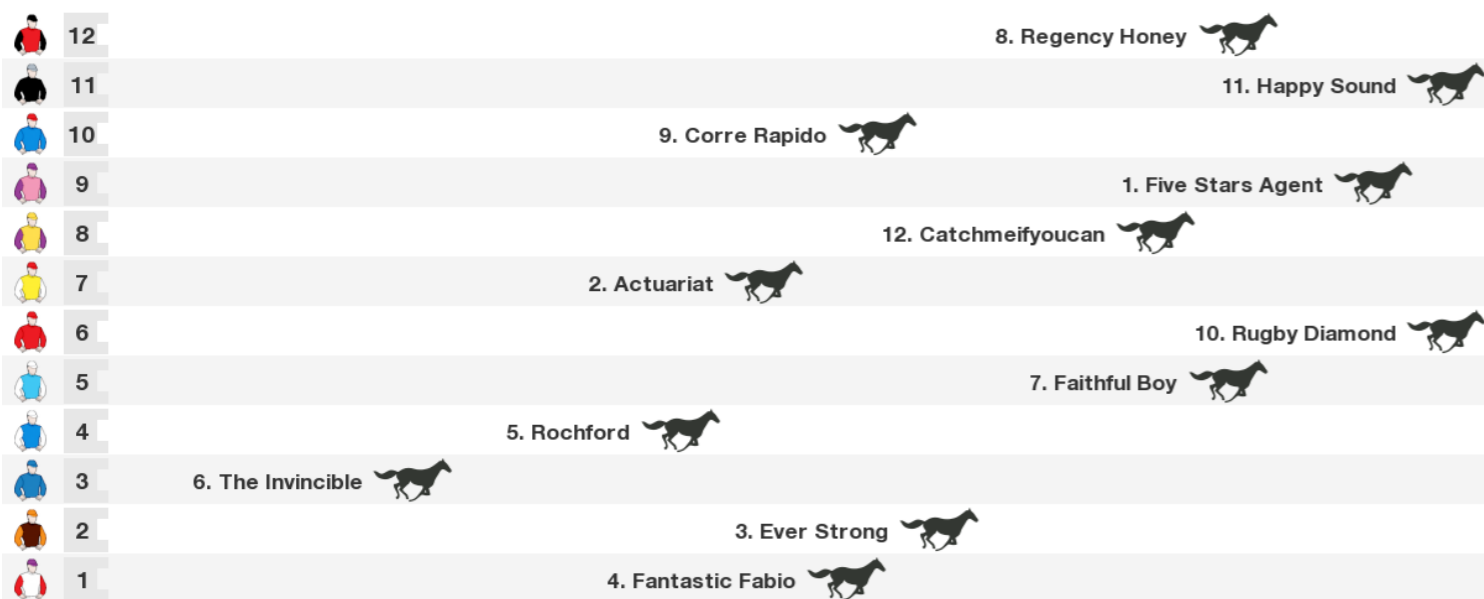 12 8. Regency Honey
11 11. Happy Sound
10 9. Corre Rapido
9 1. Five Stars Agent
8 12. Catchmeifyoucan
7 2. Actuariat
6 10. Rugby Diamond
5 7. Faithful Boy
4 5. Rochford
3 6. The Invincible
2 3. Ever Strong
1 4. Fantastic Fabio